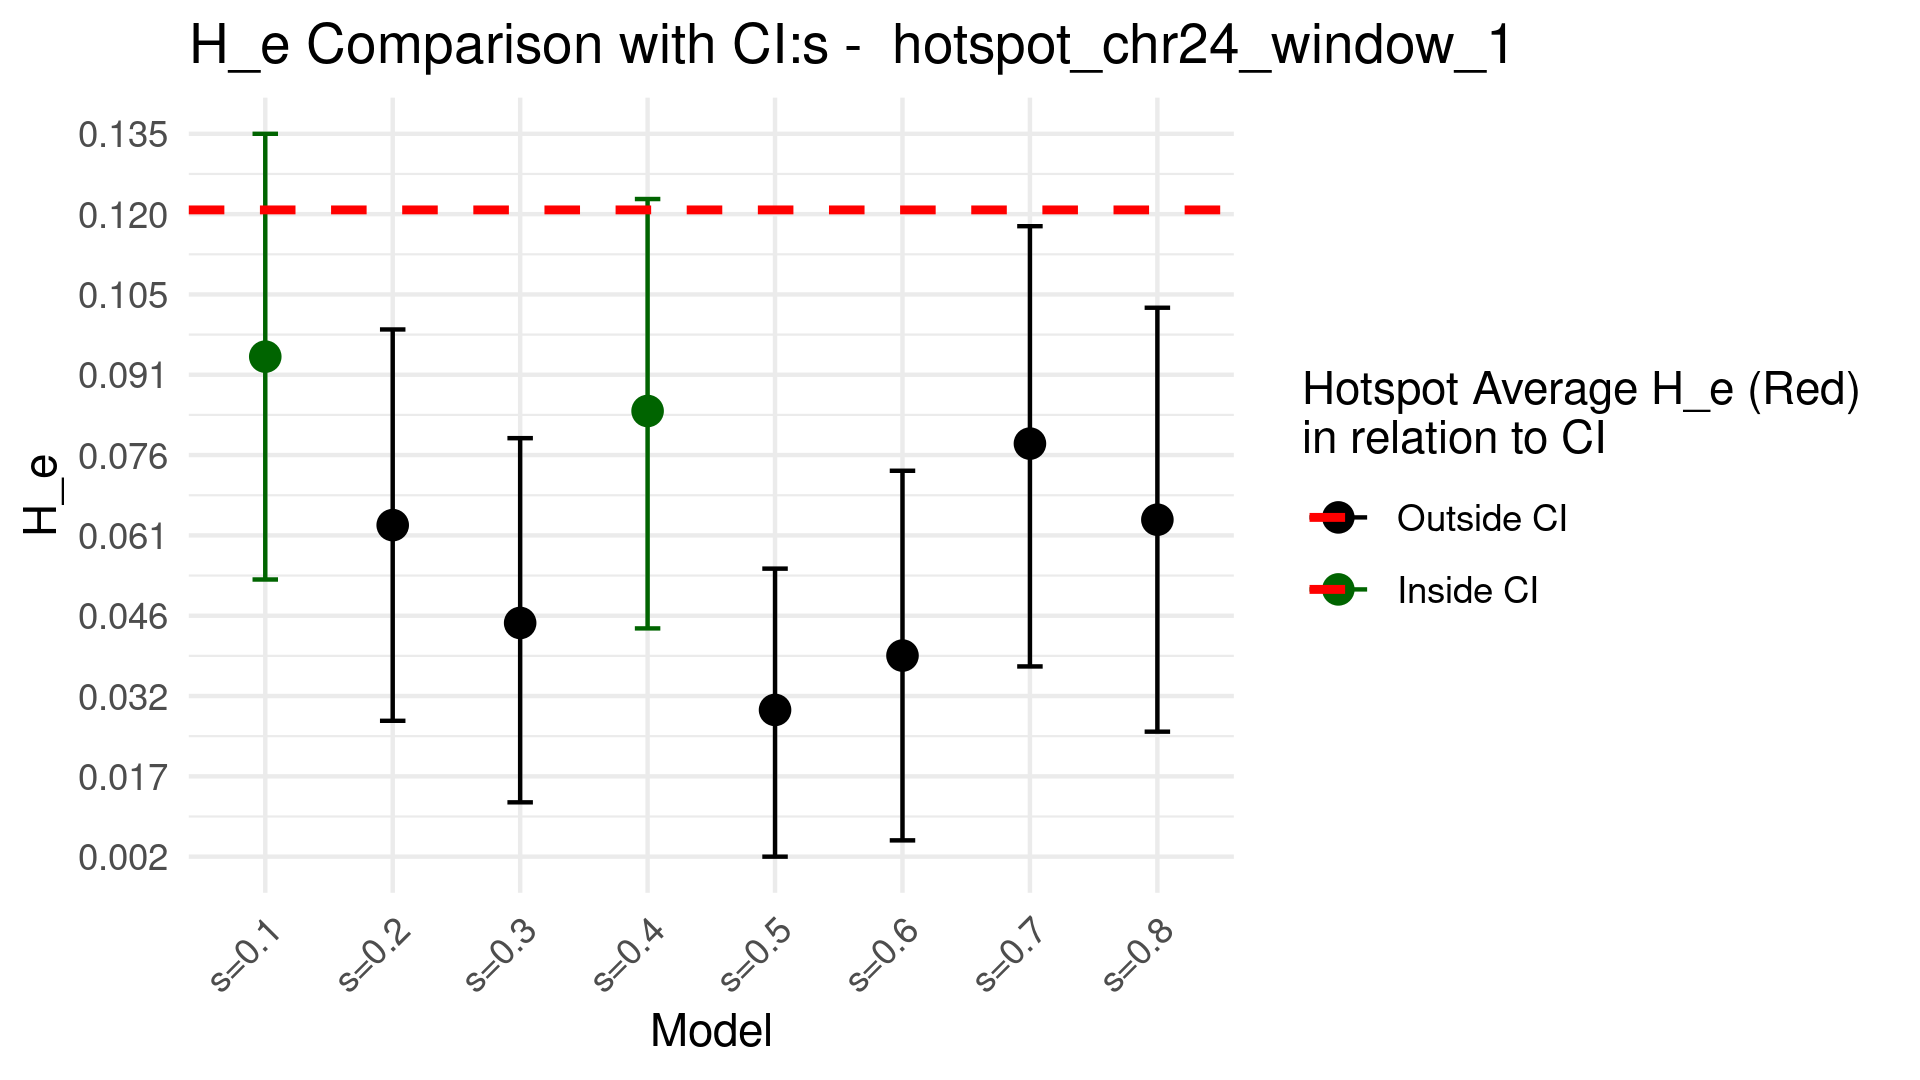 H_e Comparison with CI:s -  hotspot_chr24_window_1
0.135
0.120
0.105
0.091
0.076
0.061
0.046
0.032
0.017
0.002
H_e
s=0.1
s=0.2
s=0.3
s=0.4
s=0.5
s=0.6
s=0.7
s=0.8
Model
Hotspot Average H_e (Red)
in relation to CI
Outside CI
Inside CI